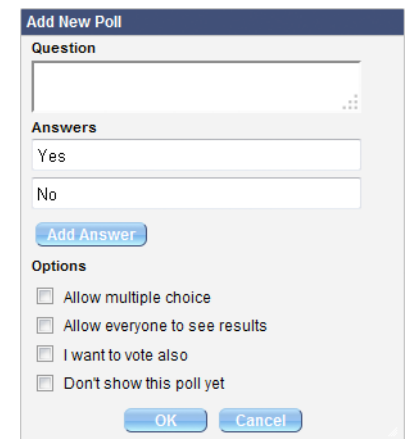 Add New Poll
Question
Answers
Yes
No
Add Answer
Options
Allow multiple choice
Allow everyone to see results
I want to vote also
Don't show this poll yet
OK Cancel